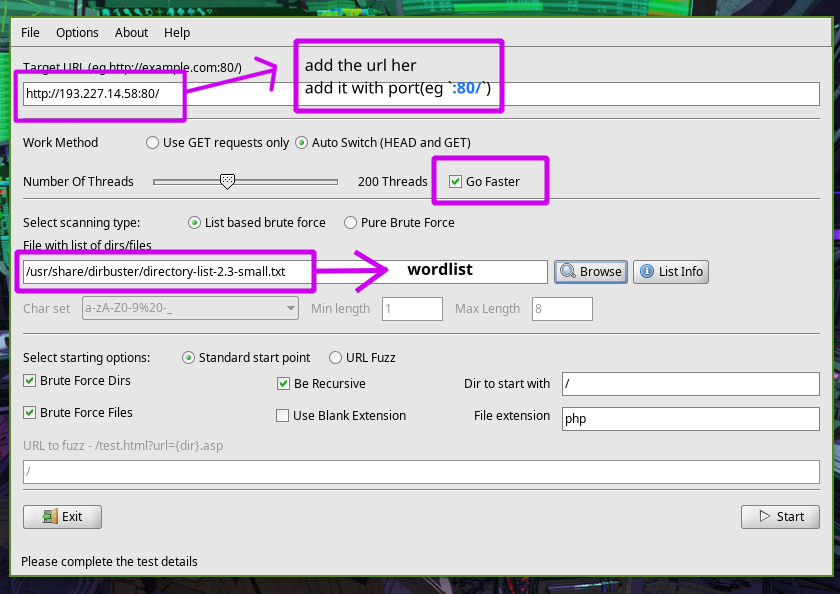 File Options About Help
Target URL (eg http://example.com:80/)
add the url her
http://193.227.14.58:80/
add it with port(eg `:80/`)
Work Method Use GET requests only Auto Switch (HEAD and GET)
Number Of Threads 200 Threads Go Faster
Select scanning type: List based brute force Pure Brute Force
File with list of dirs/files
/usr/share/dirbuster/directory-list-2.3-small.txt wordlist Browse List Info
Char set a-zA-Z0-9%20-_ Min length 1 Max Length 8
Select starting options: Standard start point URL Fuzz
Brute Force Dirs Be Recursive Dir to start with /
Brute Force Files Use Blank Extension File extension php
URL to fuzz - /test.html?url={dir}.asp
/
Exit Start
Please complete the test details